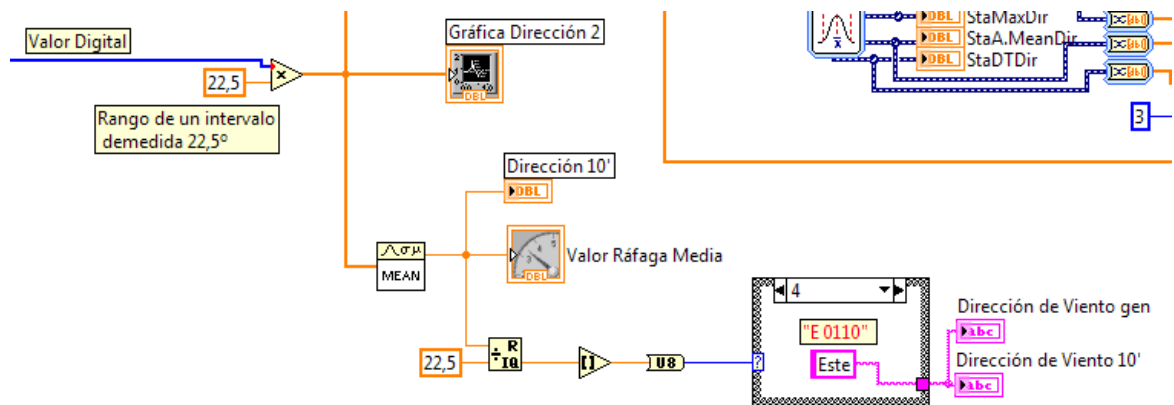 Valor Digital
22,5
Rango de un intervalo
demedida 22,5º
Gráfica Dirección 2
DBL
StaMaxDir
DBL
StaA.MeanDir
DBL
StaDTDir
3
Dirección 10'
DBL
Valor Ráfaga Media
DBL
MEAN
22,5
R
IQ
U8
4
"E 0110"
Este
Dirección de Viento gen
abc
Dirección de Viento 10'
abc